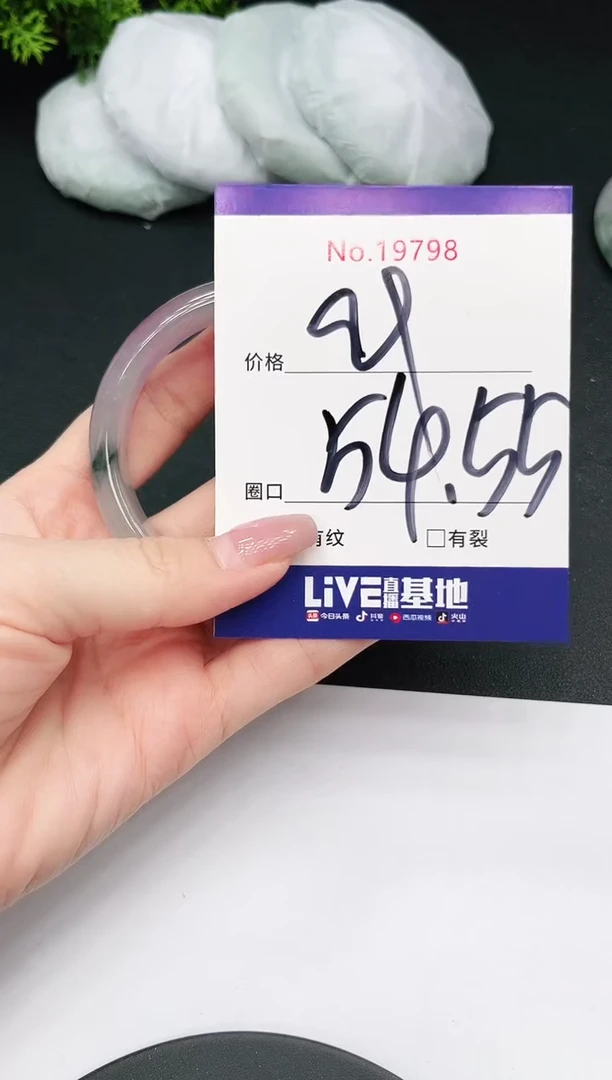 No.19798
价格
圈口 54.55
有纹 □有裂
LiVE直播基地
今日头条 抖音 西瓜视频 火山